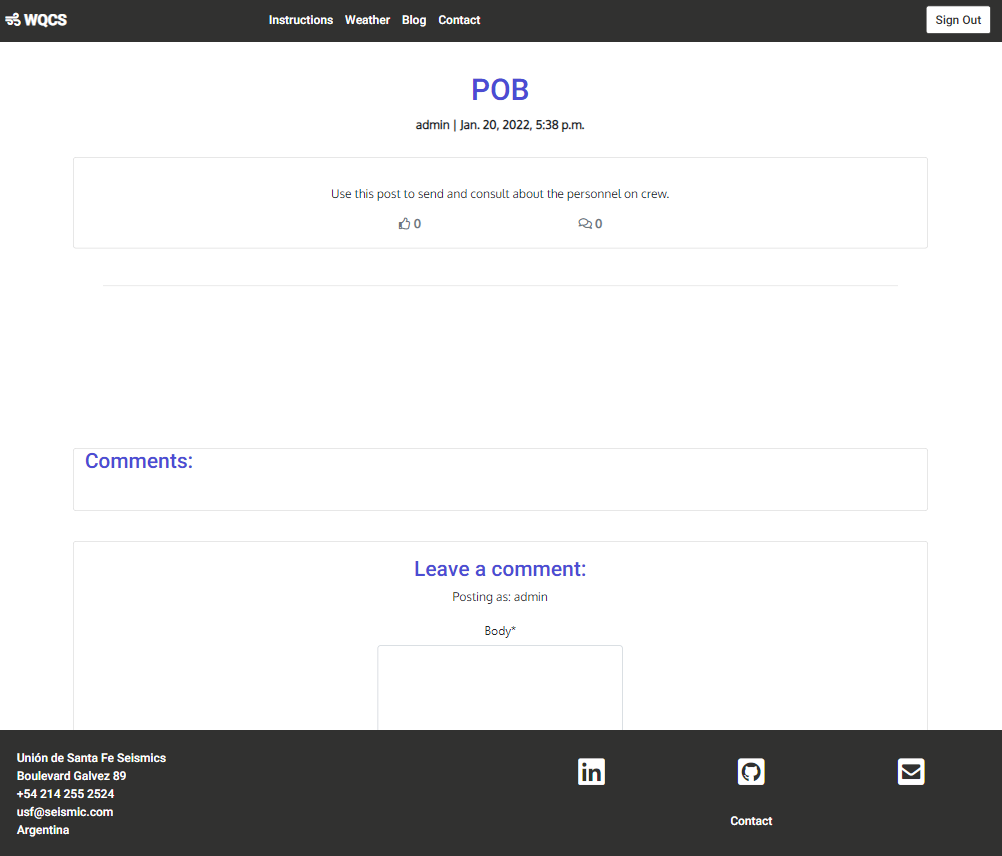 WQCS
Instructions Weather Blog Contact
Sign Out
POB
admin | Jan. 20, 2022, 5:38 p.m.
Use this post to send and consult about the personnel on crew.
0 0
Comments:
Leave a comment:
Posting as: admin
Body*
Unión de Santa Fe Seismics
Boulevard Galvez 89
+54 214 255 2524
usf@seismic.com
Argentina
in
Contact